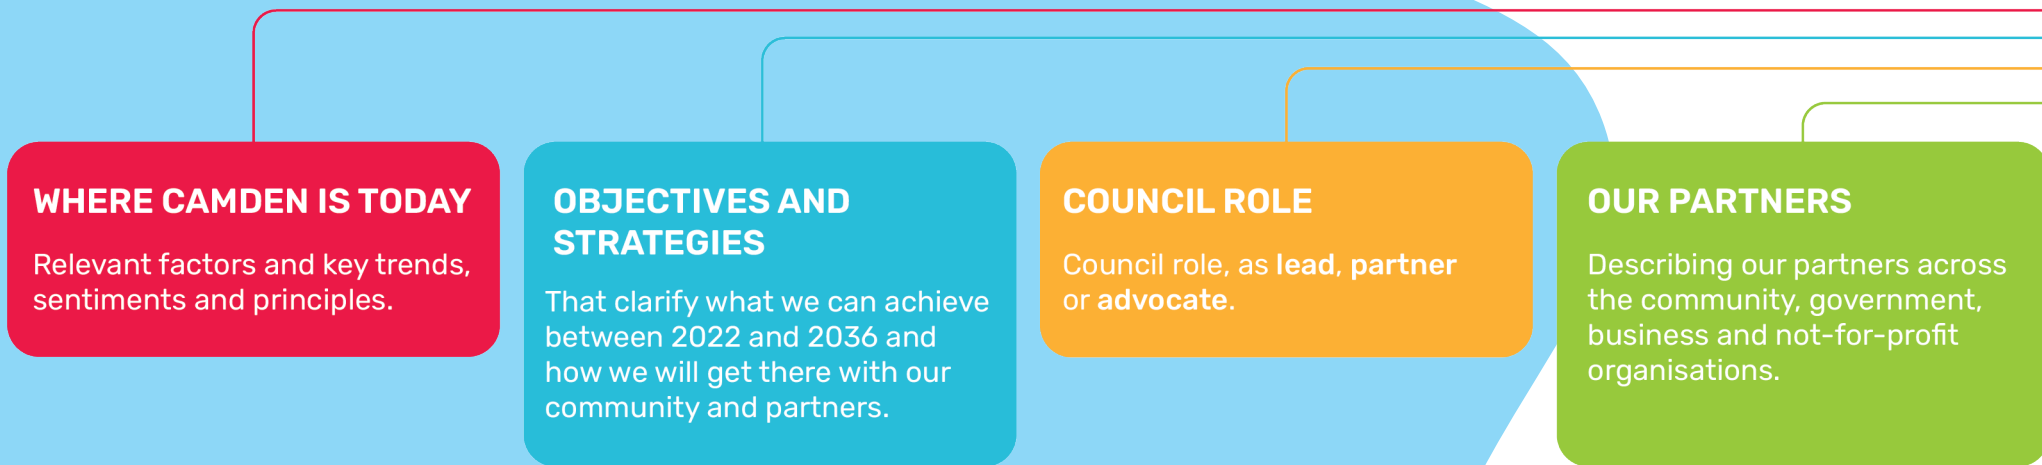 WHERE CAMDEN IS TODAY
Relevant factors and key trends,
sentiments and principles.
OBJECTIVES AND
STRATEGIES
That clarify what we can achieve
between 2022 and 2036 and
how we will get there with our
community and partners.
COUNCIL ROLE
Council role, as lead, partner
or advocate.
OUR PARTNERS
Describing our partners across
the community, government,
business and not-for-profit
organisations.